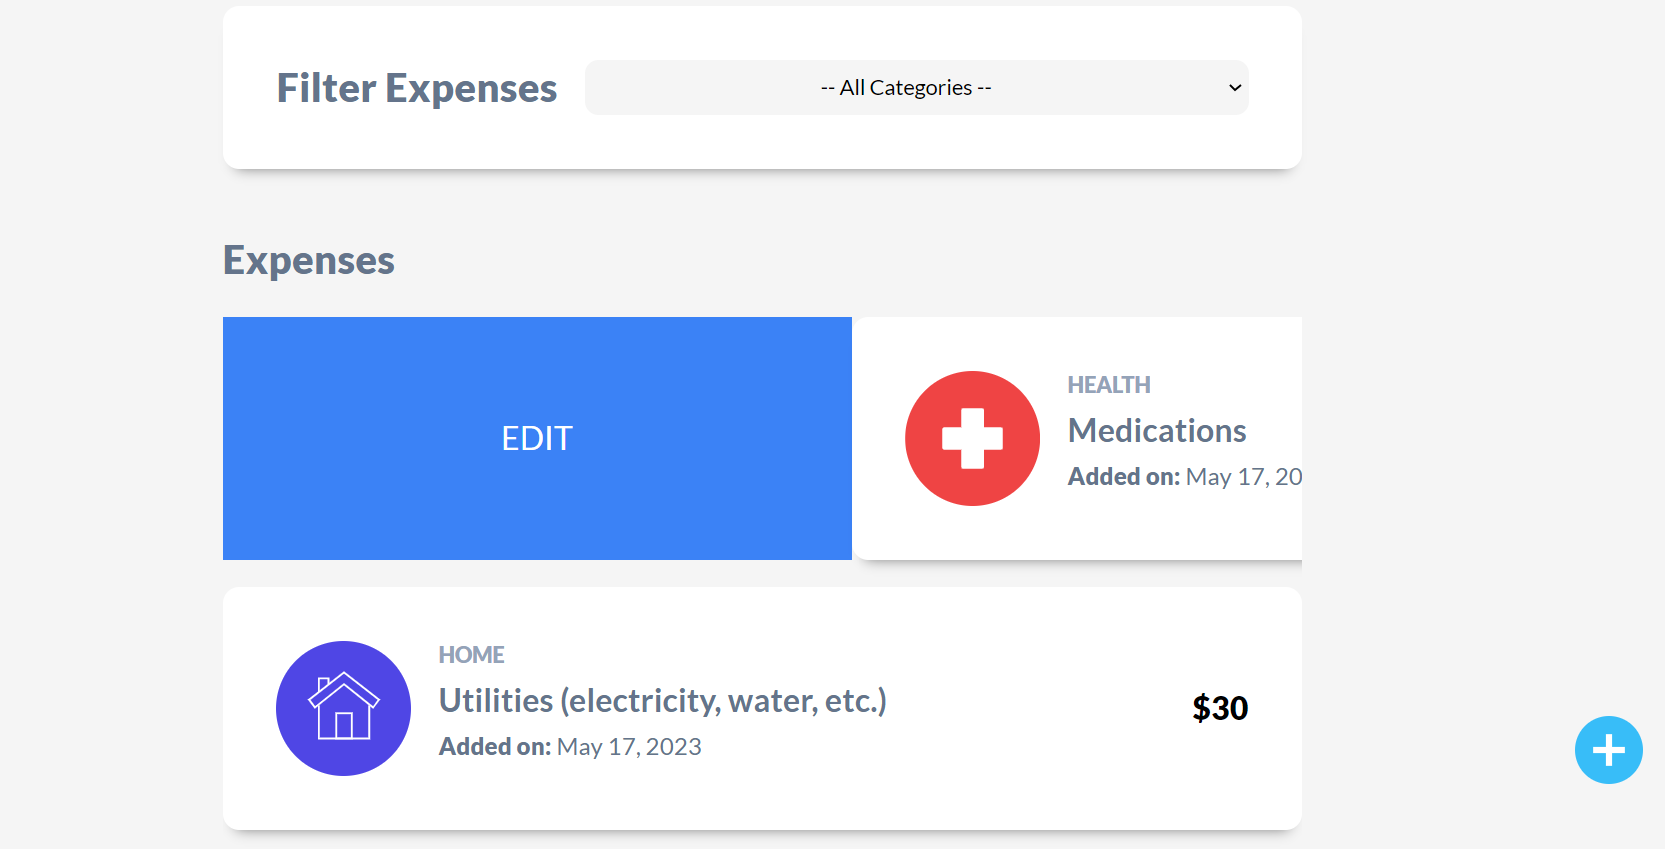 Filter Expenses
-- All Categories --
Expenses
EDIT
HEALTH
Medications
Added on: May 17, 20
HOME
Utilities (electricity, water, etc.)
Added on: May 17, 2023
$30